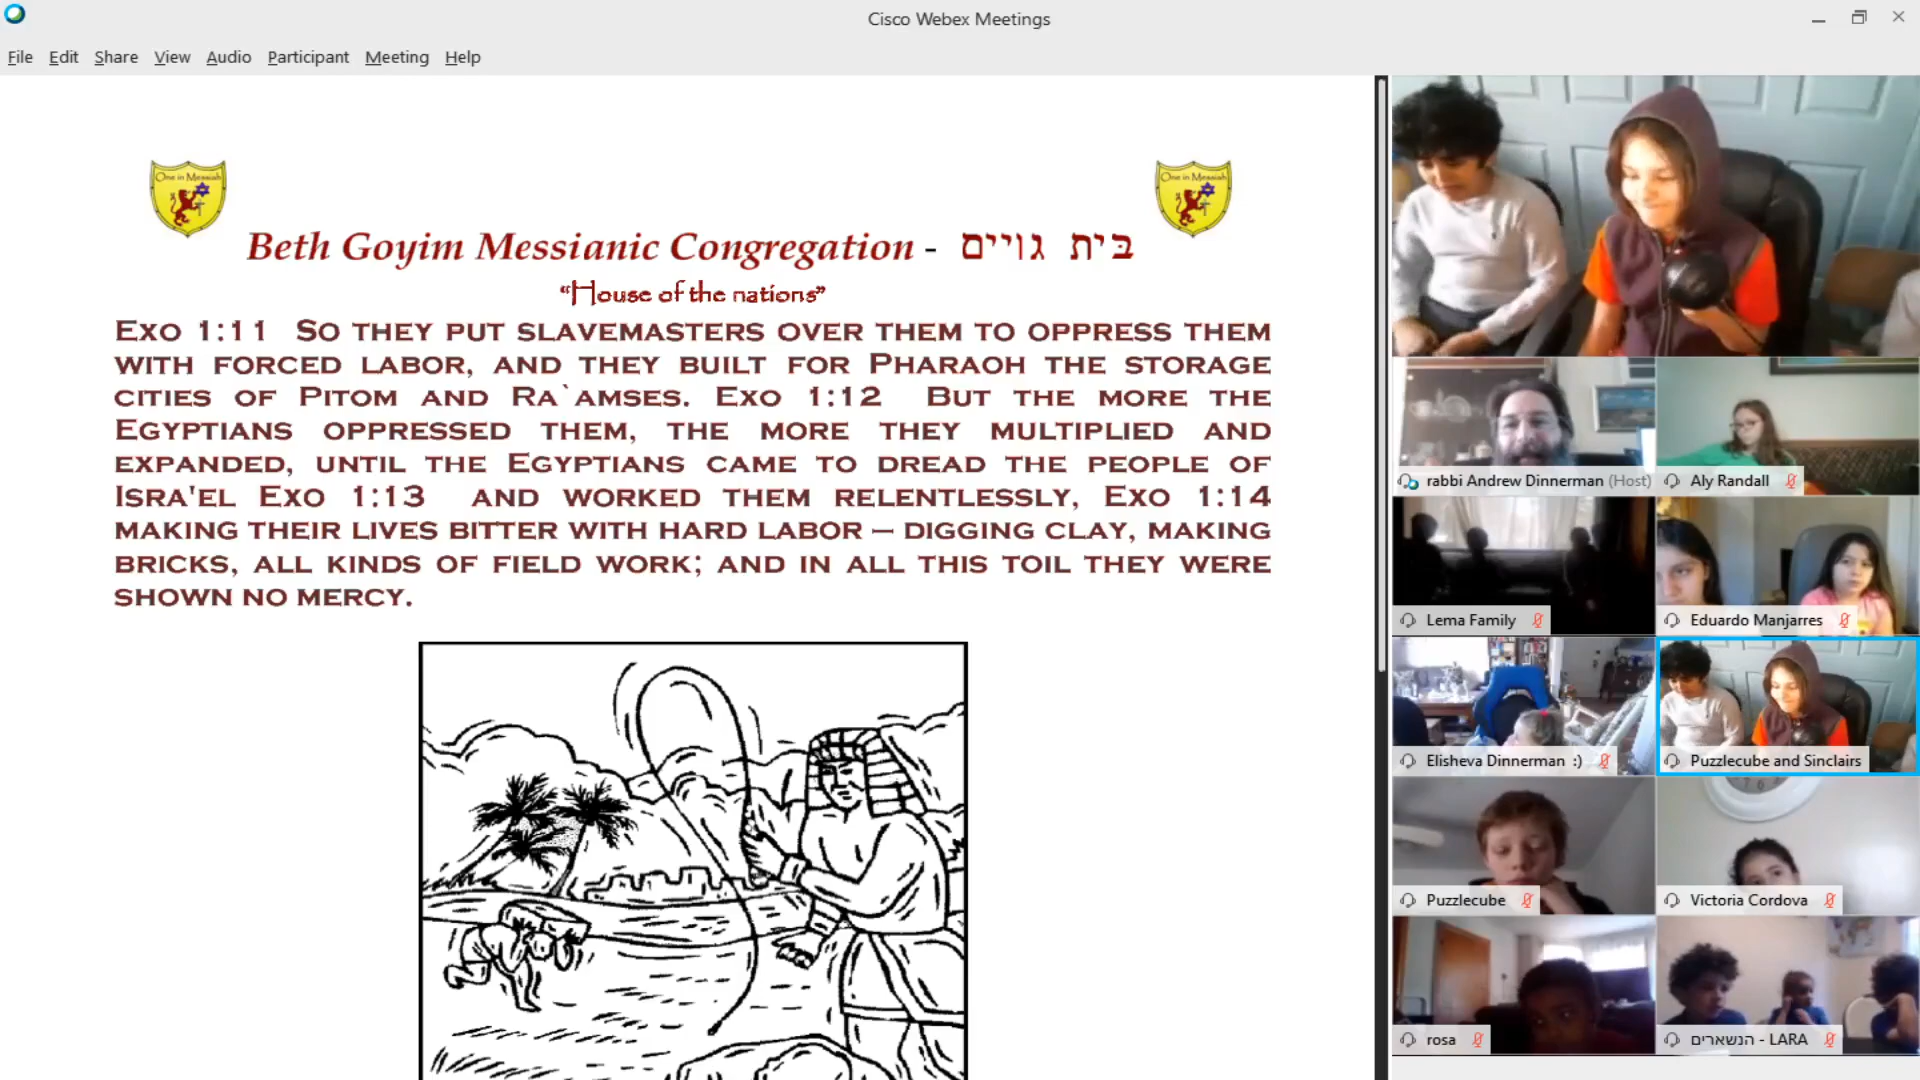 Cisco Webex Meetings
File Edit Share View Audio Participant Meeting Help
One in Messiah
One in Messiah
Beth Goyim Messianic Congregation - בית גויים
“House of the nations”
Exo 1:11 So they put slavemasters over them to oppress them
with forced labor, and they built for Pharaoh the storage
cities of Pitom and Ra`amses. Exo 1:12 But the more the
Egyptians oppressed them, the more they multiplied and
expanded, until the Egyptians came to dread the people of
Isra'el Exo 1:13 and worked them relentlessly, Exo 1:14
making their lives bitter with hard labor — digging clay, making
bricks, all kinds of field work; and in all this toil they were
shown no mercy.
rabbi Andrew Dinnerman (Host)
Aly Randall
Lema Family
Eduardo Manjarres
Elisheva Dinnerman :)
Puzzlecube and Sinclairs
Puzzlecube
Victoria Cordova
rosa
הנשארים - LARA